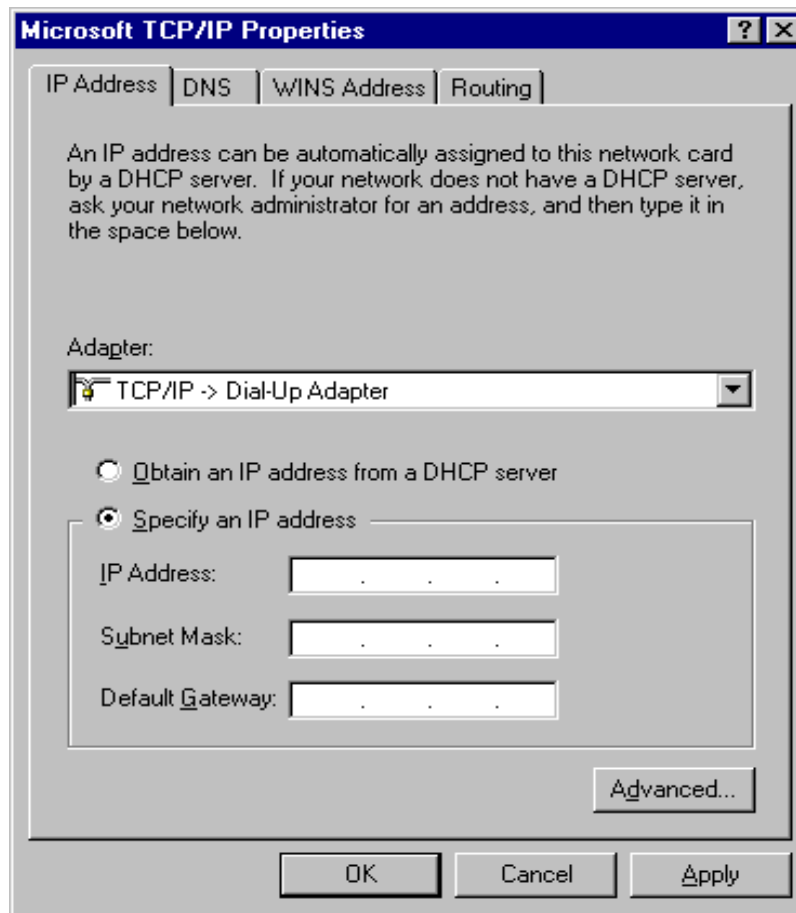 Microsoft TCP/IP Properties
IP Address
DNS
WINS Address
Routing
An IP address can be automatically assigned to this network card
by a DHCP server.  If your network does not have a DHCP server,
ask your network administrator for an address, and then type it in
the space below.
Adapter:
TCP/IP -> Dial-Up Adapter
Obtain an IP address from a DHCP server
Specify an IP address
IP Address:
. . .
Subnet Mask:
. . .
Default Gateway:
. . .
Advanced...
OK
Cancel
Apply